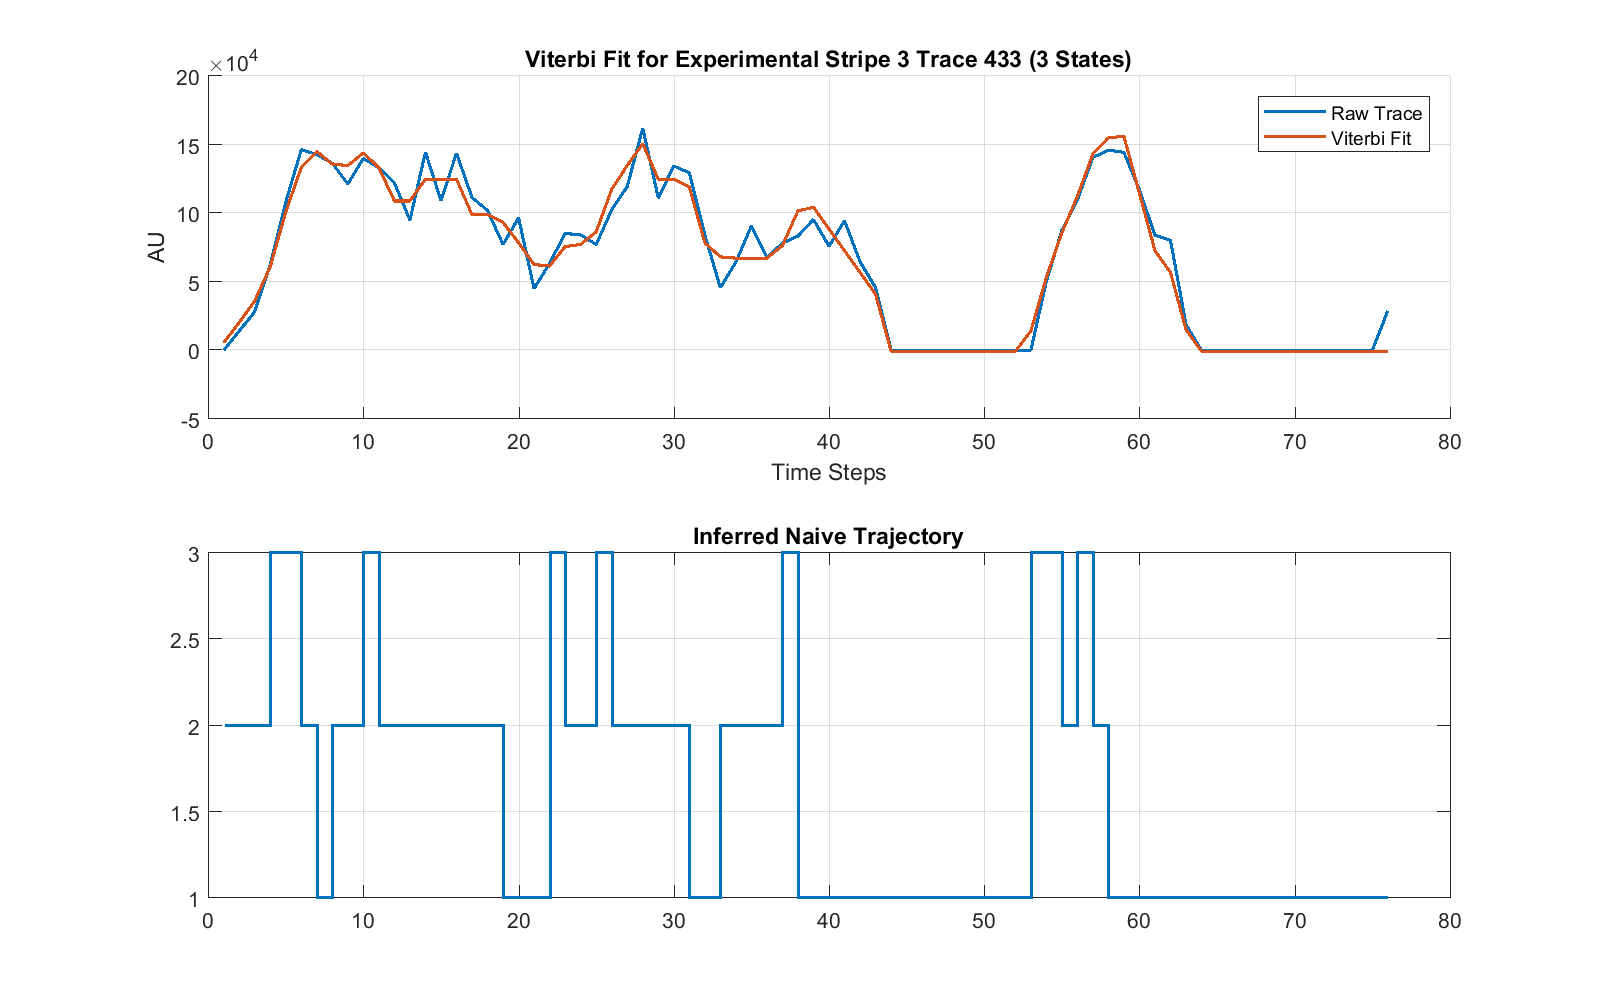 Viterbi Fit for Experimental Stripe 3 Trace 433 (3 States)
×10⁴
20
15
10
5
0
-5
AU
Raw Trace
Viterbi Fit
0 10 20 30 40 50 60 70 80
Time Steps
Inferred Naive Trajectory
3
2.5
2
1.5
1
0 10 20 30 40 50 60 70 80